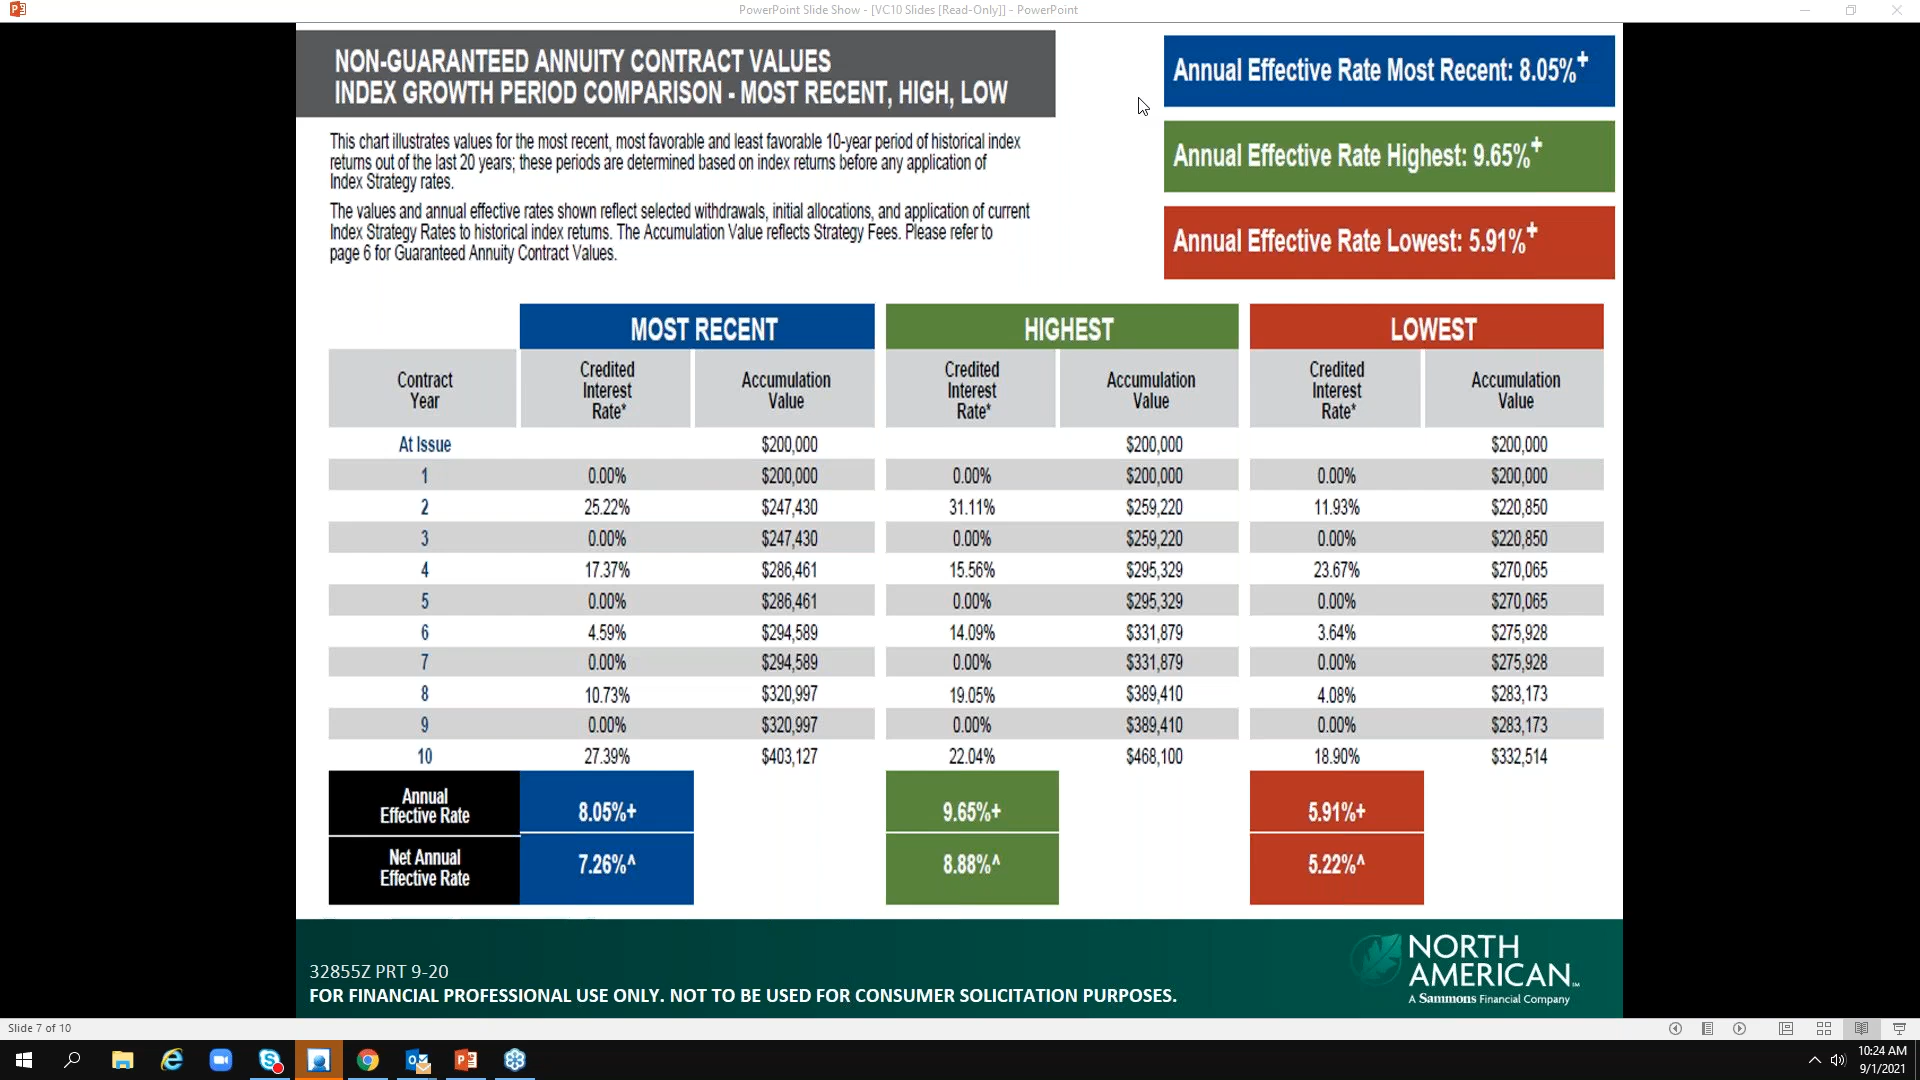 PowerPoint Slide Show - [VC10 Slides [Read-Only]] - PowerPoint
NON-GUARANTEED ANNUITY CONTRACT VALUES
INDEX GROWTH PERIOD COMPARISON - MOST RECENT, HIGH, LOW
Annual Effective Rate Most Recent: 8.05%+
Annual Effective Rate Highest: 9.65%+
Annual Effective Rate Lowest: 5.91%+
This chart illustrates values for the most recent, most favorable and least favorable 10-year period of historical index
returns out of the last 20 years; these periods are determined based on index returns before any application of
Index Strategy rates.
The values and annual effective rates shown reflect selected withdrawals, initial allocations, and application of current
Index Strategy Rates to historical index returns. The Accumulation Value reflects Strategy Fees. Please refer to
page 6 for Guaranteed Annuity Contract Values.
MOST RECENT HIGHEST LOWEST
Contract Year Credited Interest Rate* Accumulation Value Credited Interest Rate* Accumulation Value Credited Interest Rate* Accumulation Value
At Issue $200,000 $200,000 $200,000
1 0.00% $200,000 0.00% $200,000 0.00% $200,000
2 25.22% $247,430 31.11% $259,220 11.93% $220,850
3 0.00% $247,430 0.00% $259,220 0.00% $220,850
4 17.37% $286,461 15.56% $295,329 23.67% $270,065
5 0.00% $286,461 0.00% $295,329 0.00% $270,065
6 4.59% $294,589 14.09% $331,879 3.64% $275,928
7 0.00% $294,589 0.00% $331,879 0.00% $275,928
8 10.73% $320,997 19.05% $389,410 4.08% $283,173
9 0.00% $320,997 0.00% $389,410 0.00% $283,173
10 27.39% $403,127 22.04% $468,100 18.90% $332,514
Annual Effective Rate 8.05%+ 9.65%+ 5.91%+
Net Annual Effective Rate 7.26%^ 8.88%^ 5.22%^
32855Z PRT 9-20
FOR FINANCIAL PROFESSIONAL USE ONLY. NOT TO BE USED FOR CONSUMER SOLICITATION PURPOSES.
NORTH
AMERICAN
A Sammons Financial Company
Slide 7 of 10
10:24 AM
9/1/2021